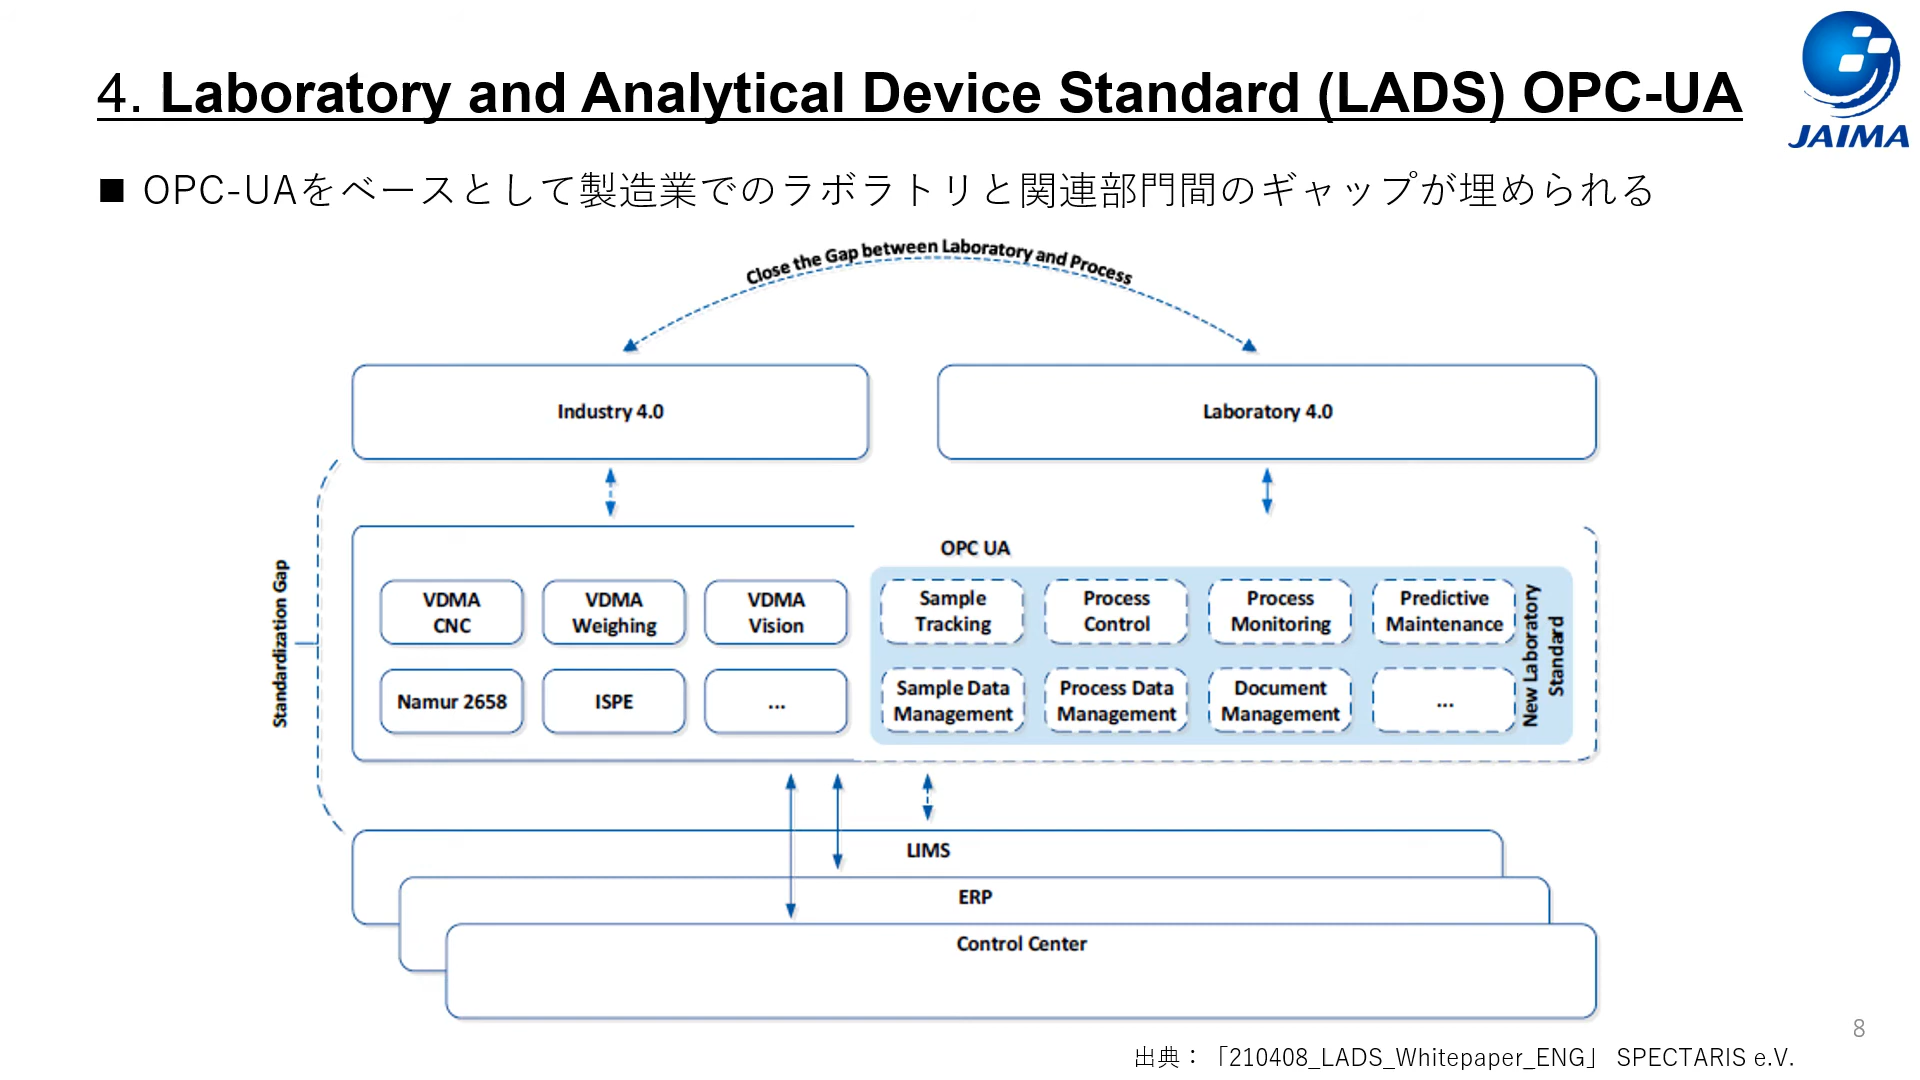 4. Laboratory and Analytical Device Standard (LADS) OPC-UA
JAIMA
■ OPC-UAをベースとして製造業でのラボラトリと関連部門間のギャップが埋められる
Close the Gap between Laboratory and Process
Industry 4.0
Laboratory 4.0
Standardization Gap
OPC UA
VDMA
CNC
VDMA
Weighing
VDMA
Vision
Namur 2658
ISPE
...
Sample
Tracking
Process
Control
Process
Monitoring
Predictive
Maintenance
Sample Data
Management
Process Data
Management
Document
Management
...
New Laboratory
Standard
LIMS
ERP
Control Center
8
出典：「210408_LADS_Whitepaper_ENG」 SPECTARIS e.V.